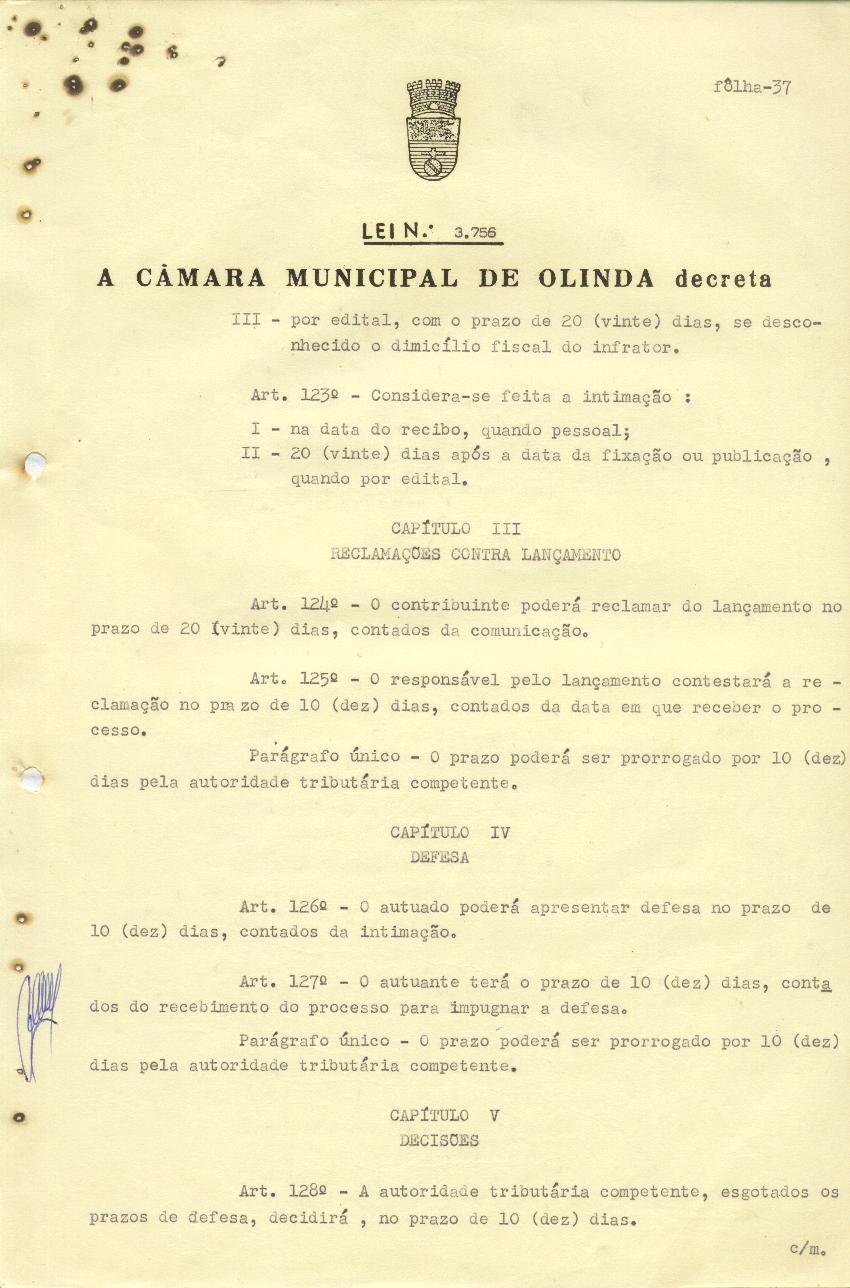 fôlha-37
LEI N.º 3.756
A CÂMARA MUNICIPAL DE OLINDA decreta
III - por edital, com o prazo de 20 (vinte) dias, se desco-
nhecido o dimicílio fiscal do infrator.
Art. 123º - Considera-se feita a intimação :
I - na data do recibo, quando pessoal;
II - 20 (vinte) dias após a data da fixação ou publicação ,
quando por edital.
CAPÍTULO III
RECLAMAÇÕES CONTRA LANÇAMENTO
Art. 124º - O contribuinte poderá reclamar do lançamento no
prazo de 20 (vinte) dias, contados da comunicação.
Art. 125º - O responsável pelo lançamento contestará a re -
clamação no prazo de 10 (dez) dias, contados da data em que receber o pro -
cesso.
Parágrafo único - O prazo poderá ser prorrogado por 10 (dez)
dias pela autoridade tributária competente.
CAPÍTULO IV
DEFESA
Art. 126º - O autuado poderá apresentar defesa no prazo de
10 (dez) dias, contados da intimação.
Art. 127º - O autuante terá o prazo de 10 (dez) dias, conta
dos do recebimento do processo para impugnar a defesa.
Parágrafo único - O prazo poderá ser prorrogado por 10 (dez)
dias pela autoridade tributária competente.
CAPÍTULO V
DECISÕES
Art. 128º - A autoridade tributária competente, esgotados os
prazos de defesa, decidirá , no prazo de 10 (dez) dias.
c/m.